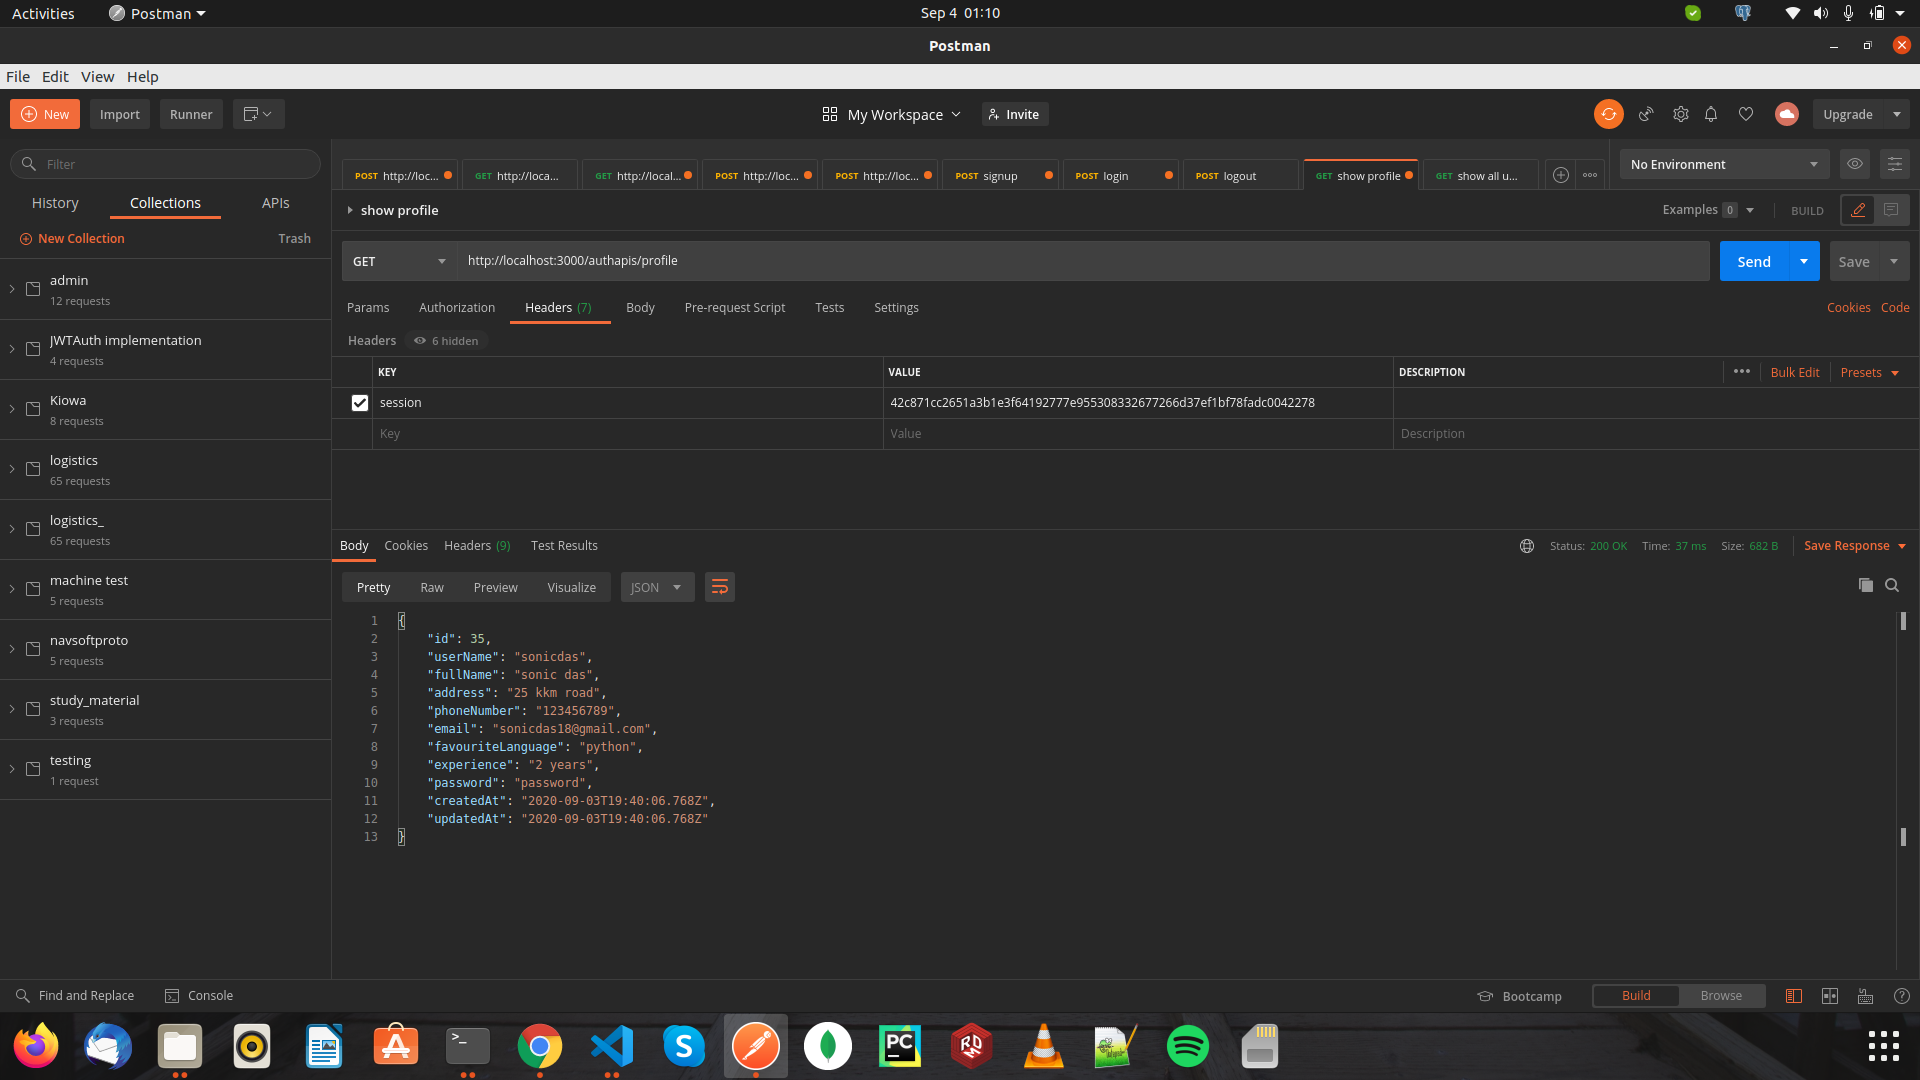 Activities Postman Sep 4 01:10
Postman
File Edit View Help
New Import Runner My Workspace Invite Upgrade
Filter
History Collections APIs
New Collection Trash
admin
12 requests
JWTAuth implementation
4 requests
Kiowa
8 requests
logistics
65 requests
logistics_
65 requests
machine test
5 requests
navsoftproto
5 requests
study_material
3 requests
testing
1 request
POST http://loc... GET http://loca... GET http://local... POST http://loc... POST http://loc... POST signup POST login POST logout GET show profile GET show all u... No Environment
show profile Examples 0 BUILD
GET http://localhost:3000/authapis/profile Send Save
Params Authorization Headers (7) Body Pre-request Script Tests Settings Cookies Code
Headers 6 hidden
KEY VALUE DESCRIPTION ••• Bulk Edit Presets
session 42c871cc2651a3b1e3f64192777e955308332677266d37ef1bf78fadc0042278
Key Value Description
Body Cookies Headers (9) Test Results Status: 200 OK Time: 37 ms Size: 682 B Save Response
Pretty Raw Preview Visualize JSON
1 {
2 "id": 35,
3 "userName": "sonicdas",
4 "fullName": "sonic das",
5 "address": "25 kkm road",
6 "phoneNumber": "123456789",
7 "email": "sonicdas18@gmail.com",
8 "favouriteLanguage": "python",
9 "experience": "2 years",
10 "password": "password",
11 "createdAt": "2020-09-03T19:40:06.768Z",
12 "updatedAt": "2020-09-03T19:40:06.768Z"
13 }
Find and Replace Console Bootcamp Build Browse
>_ S PC RDM